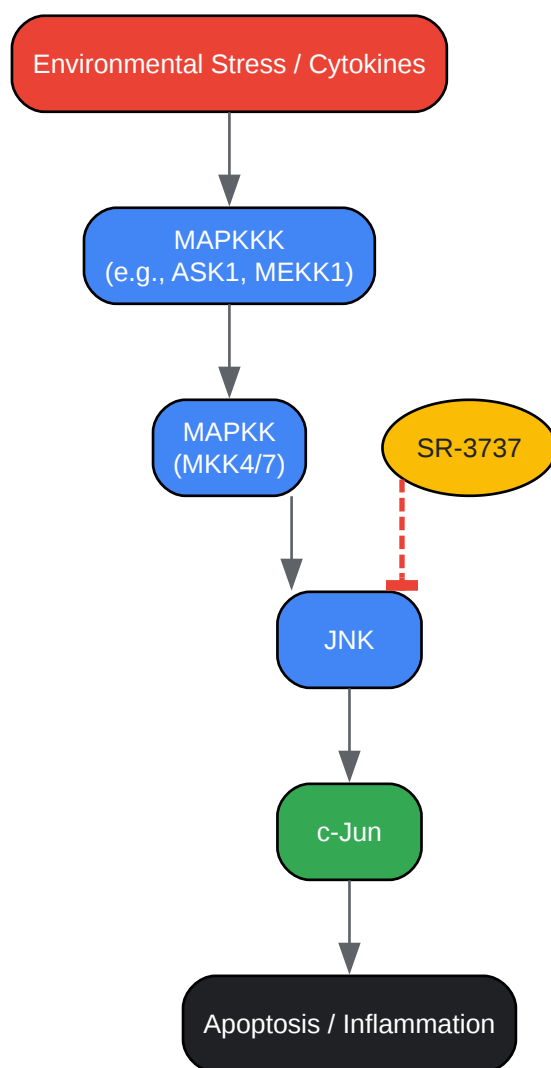 Environmental Stress / Cytokines
MAPKKK
(e.g., ASK1, MEKK1)
MAPKK
(MKK4/7)
SR-3737
JNK
c-Jun
Apoptosis / Inflammation